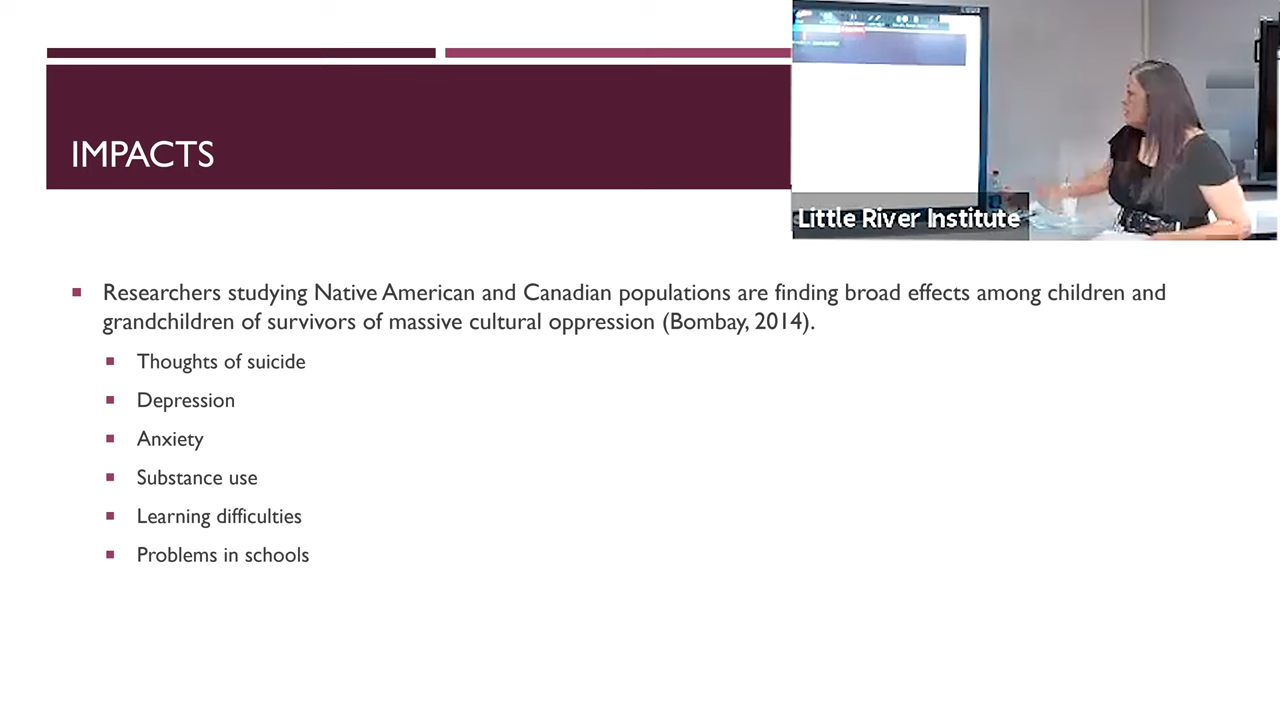 IMPACTS
Little River Institute
Researchers studying Native American and Canadian populations are finding broad effects among children and
grandchildren of survivors of massive cultural oppression (Bombay, 2014).
Thoughts of suicide
Depression
Anxiety
Substance use
Learning difficulties
Problems in schools